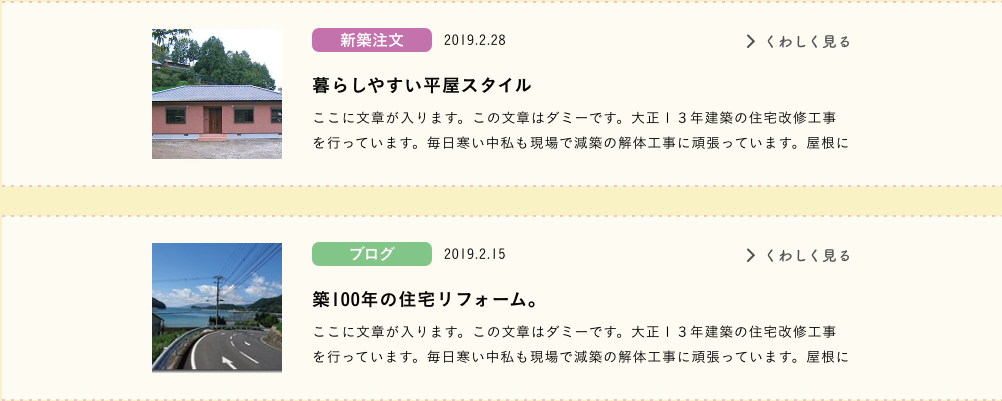 新築注文 2019.2.28 くわしく見る
暮らしやすい平屋スタイル
ここに文章が入ります。この文章はダミーです。大正１３年建築の住宅改修工事
を行っています。毎日寒い中私も現場で減築の解体工事に頑張っています。屋根に
ブログ 2019.2.15 くわしく見る
築100年の住宅リフォーム。
ここに文章が入ります。この文章はダミーです。大正１３年建築の住宅改修工事
を行っています。毎日寒い中私も現場で減築の解体工事に頑張っています。屋根に